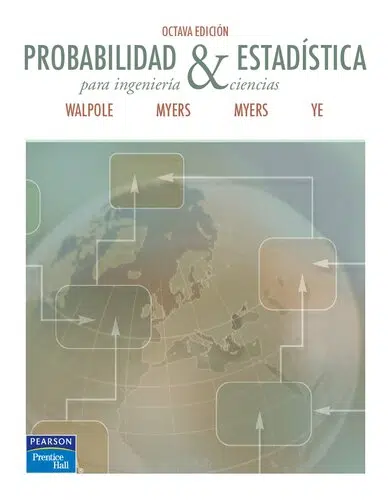 OCTAVA EDICIÓN
PROBABILIDAD & ESTADÍSTICA
para ingeniería ciencias
WALPOLE MYERS MYERS YE
PEARSON
Prentice
Hall